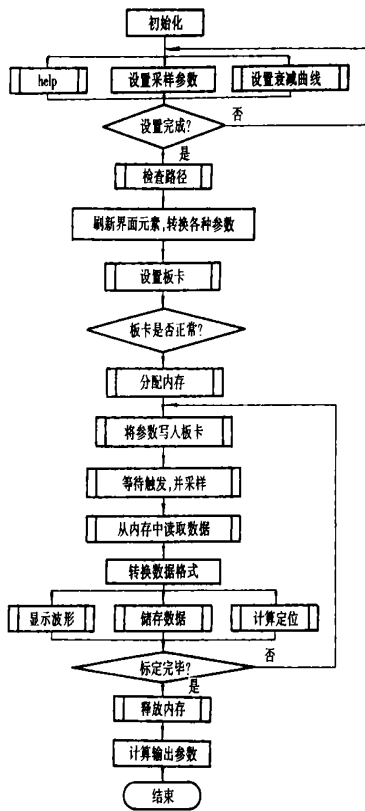 初始化
help
设置采样参数
设置衰减曲线
设置完成?
否
是
检查路径
刷新界面元素,转换各种参数
设置板卡
板卡是否正常?
分配内存
将参数写人板卡
等待触发,并采样
从内存中读取数据
转换数据格式
显示波形
储存数据
计算定位
标定完毕?
否
是
释放内存
计算输出参数
结束